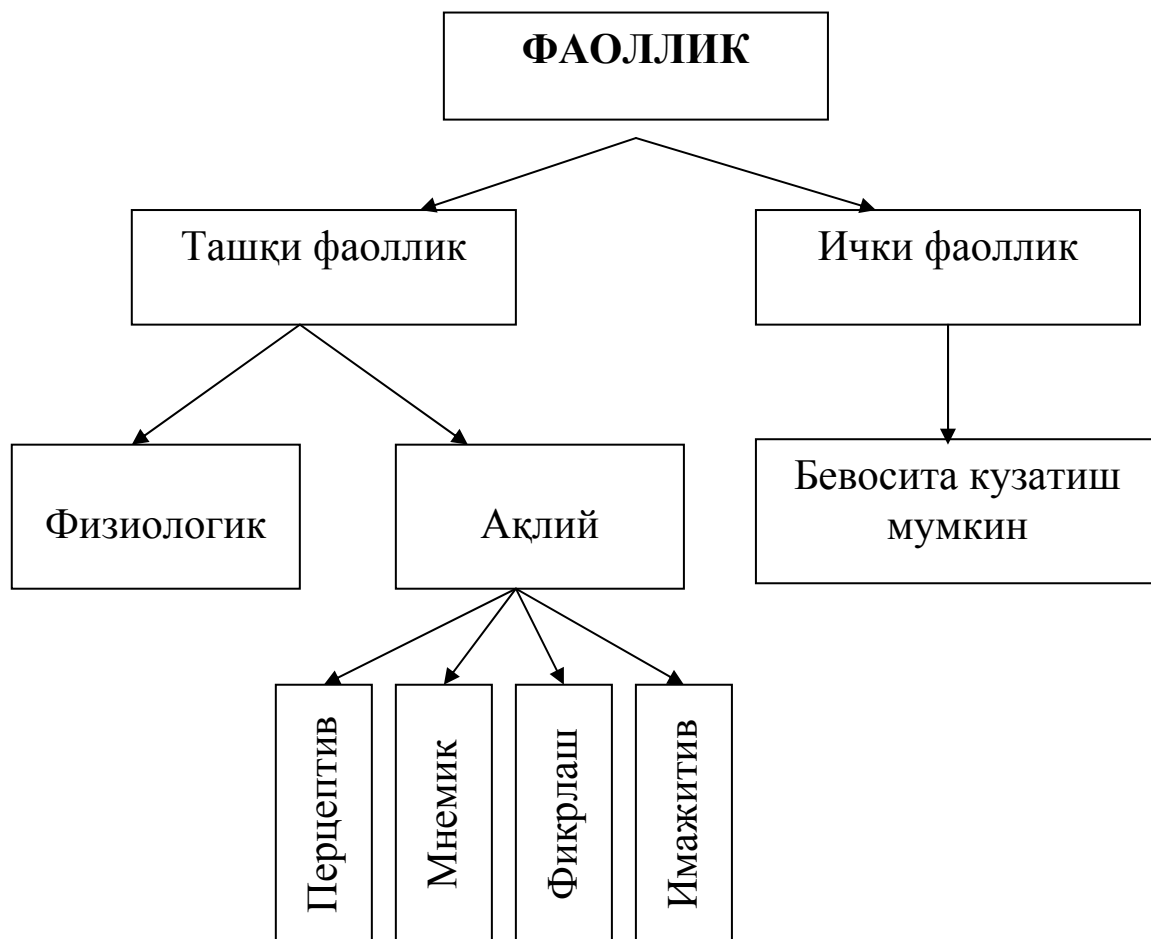 ФАОЛЛИК
Ташқи фаоллик
Ички фаоллик
Физиологик
Ақлий
Бевосита кузатиш
мумкин
Перцептив
Мнемик
Фикрлаш
Имажитив